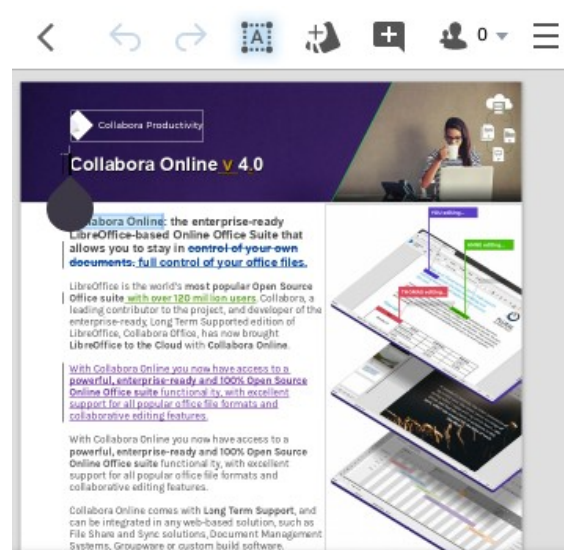 A
0
Collabora Productivity
Collabora Online v 4.0
abora Online: the enterprise-ready
LibreOffice-based Online Office Suite that
allows you to stay in control of your own
documents. full control of your office files.
LibreOffice is the world's most popular Open Source
Office suite with over 120 million users. Collabora, a
leading contributor to the project, and developer of the
enterprise-ready, Long Term Supported edition of
LibreOffice, Collabora Office, has now brought
LibreOffice to the Cloud with Collabora Online.
With Collabora Online you now have access to a
powerful, enterprise-ready and 100% Open Source
Online Office suite functionality, with excellent
support for all popular office file formats and
collaborative editing features.
With Collabora Online you now have access to a
powerful, enterprise-ready and 100% Open Source
Online Office suite functionality, with excellent
support for all popular office file formats and
collaborative editing features.
Collabora Online comes with Long Term Support, and
can be integrated in any web-based solution, such as
File Share and Sync solutions, Document Management
Systems, Groupware or custom build software.
editing...
editing...
editing...